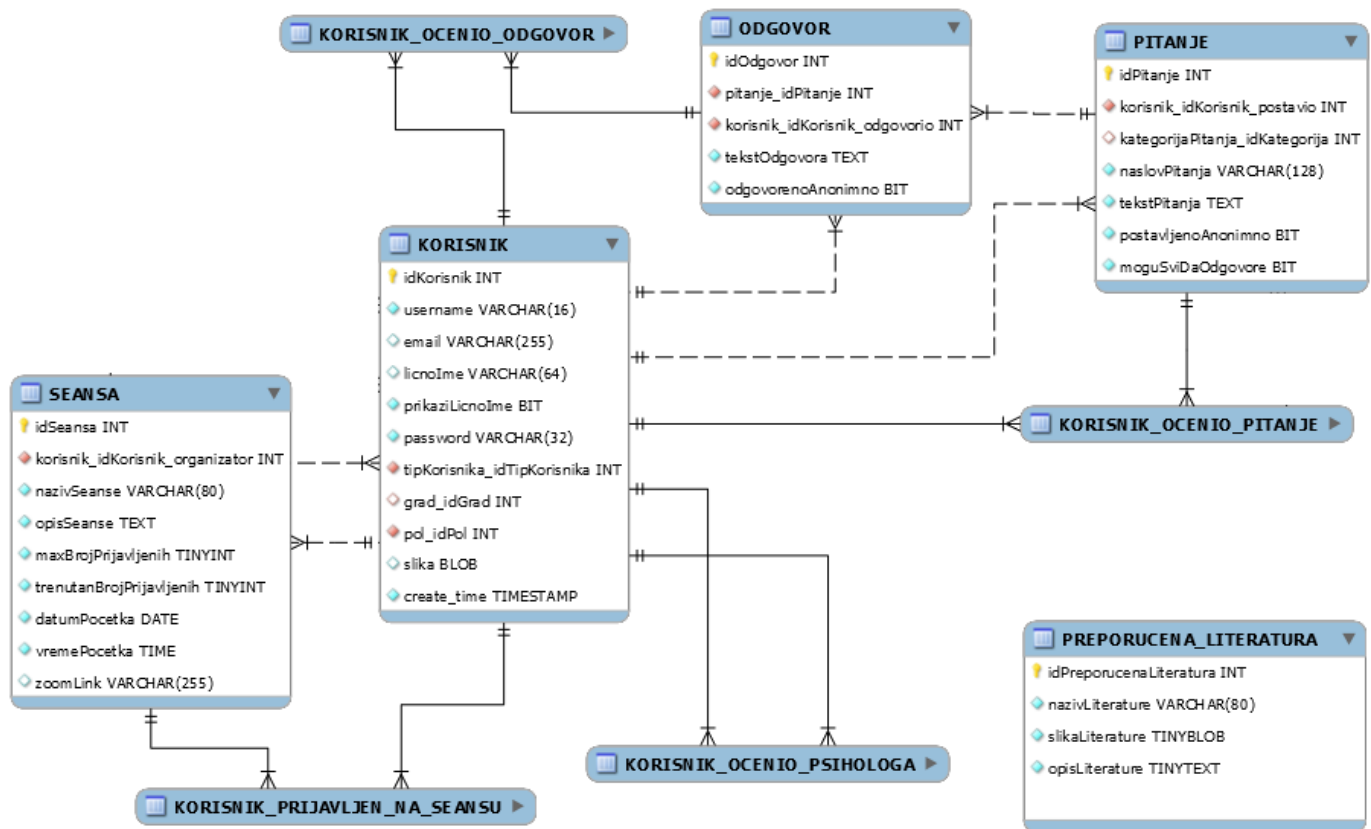 KORISNIK_OCENIO_ODGOVOR
ODGOVOR
idOdgovor INT
pitanje_idPitanje INT
korisnik_idKorisnik_odgovorio INT
tekstOdgovora TEXT
odgovorenoAnonimno BIT
PITANJE
idPitanje INT
korisnik_idKorisnik_postavio INT
kategorijaPitanja_idKategorija INT
naslovPitanja VARCHAR(128)
tekstPitanja TEXT
postavljenoAnonimno BIT
moguSviDaOdgovore BIT
KORISNIK
idKorisnik INT
username VARCHAR(16)
email VARCHAR(255)
licnoIme VARCHAR(64)
prikaziLicnoIme BIT
password VARCHAR(32)
tipKorisnika_idTipKorisnika INT
grad_idGrad INT
pol_idPol INT
slika BLOB
create_time TIMESTAMP
SEANSA
idSeansa INT
korisnik_idKorisnik_organizator INT
nazivSeanse VARCHAR(80)
opisSeanse TEXT
maxBrojPrijavljenih TINYINT
trenutanBrojPrijavljenih TINYINT
datumPocetka DATE
vremePocetka TIME
zoomLink VARCHAR(255)
KORISNIK_OCENIO_PITANJE
PREPORUCENA_LITERATURA
idPreporucenaLiteratura INT
nazivLiterature VARCHAR(80)
slikaLiterature TINYBLOB
opisLiterature TINYTEXT
KORISNIK_OCENIO_PSIHOLOGA
KORISNIK_PRIJAVLJEN_NA_SEANSU